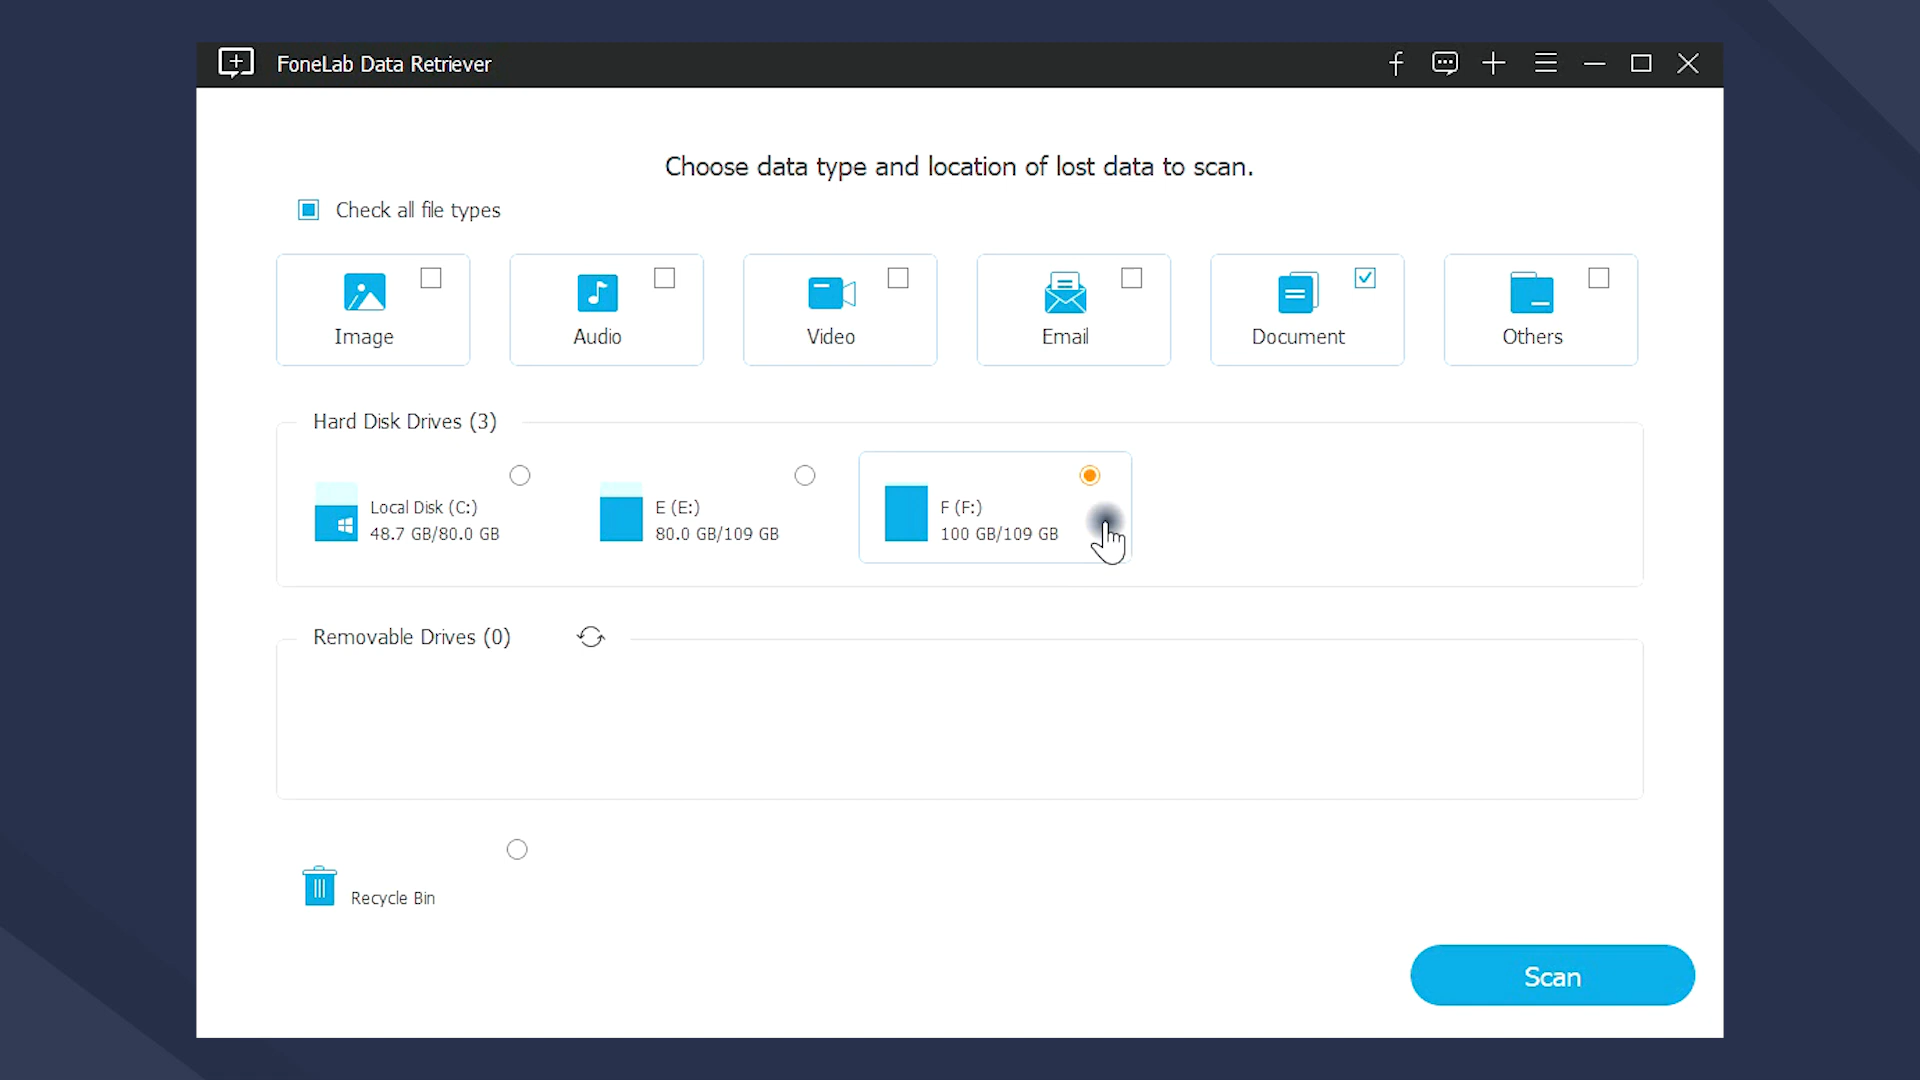 FoneLab Data Retriever
Choose data type and location of lost data to scan.
Check all file types
Image
Audio
Video
Email
Document
Others
Hard Disk Drives (3)
Local Disk (C:)
48.7 GB/80.0 GB
E (E:)
80.0 GB/109 GB
F (F:)
100 GB/109 GB
Removable Drives (0)
Recycle Bin
Scan